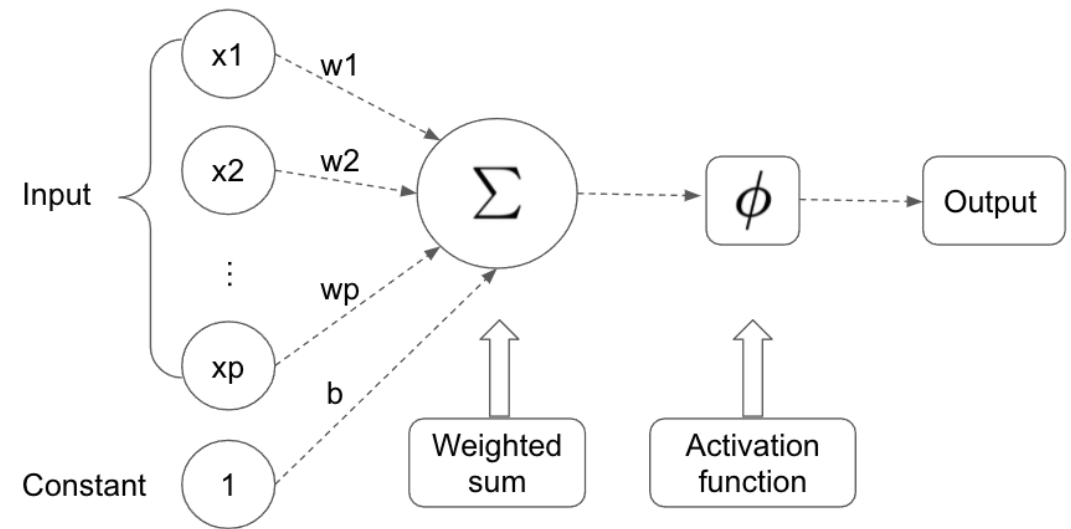 x1
w1
x2
w2
Input
Σ
ϕ
Output
⋮
wp
xp
b
Weighted
sum
Activation
function
Constant
1